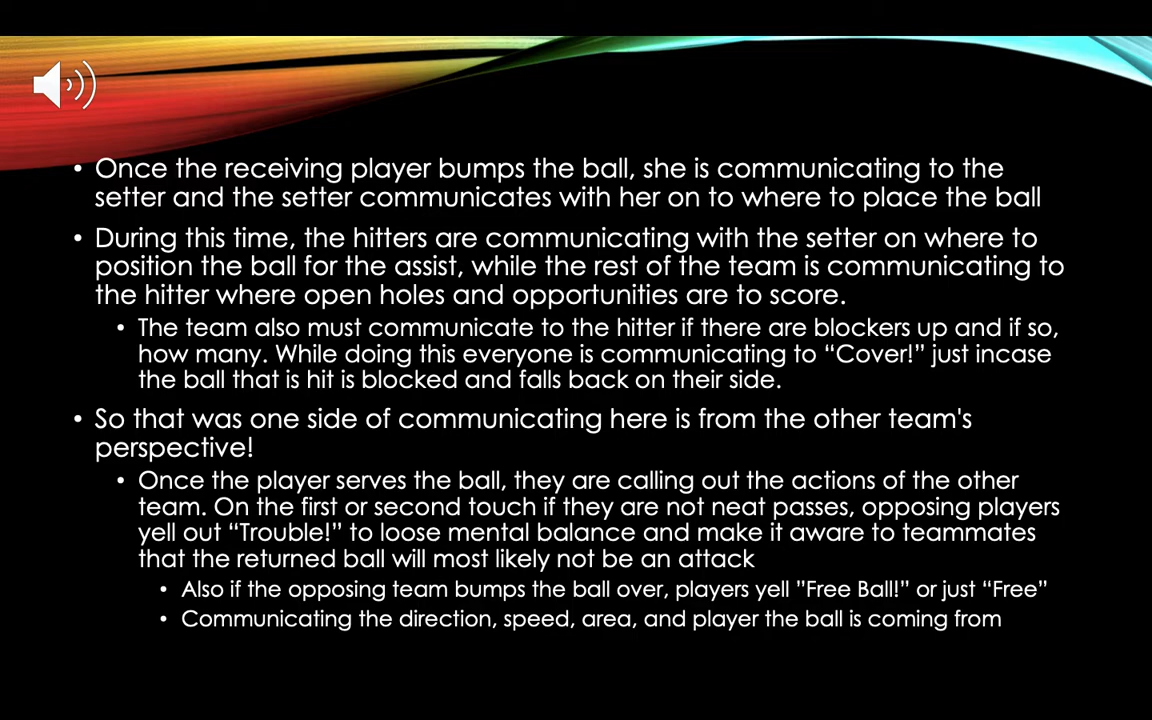 • Once the receiving player bumps the ball, she is communicating to the
setter and the setter communicates with her on to where to place the ball
• During this time, the hitters are communicating with the setter on where to
position the ball for the assist, while the rest of the team is communicating to
the hitter where open holes and opportunities are to score.
• The team also must communicate to the hitter if there are blockers up and if so,
how many. While doing this everyone is communicating to “Cover!” just incase
the ball that is hit is blocked and falls back on their side.
• So that was one side of communicating here is from the other team's
perspective!
• Once the player serves the ball, they are calling out the actions of the other
team. On the first or second touch if they are not neat passes, opposing players
yell out “Trouble!” to loose mental balance and make it aware to teammates
that the returned ball will most likely not be an attack
• Also if the opposing team bumps the ball over, players yell ”Free Ball!” or just “Free”
• Communicating the direction, speed, area, and player the ball is coming from